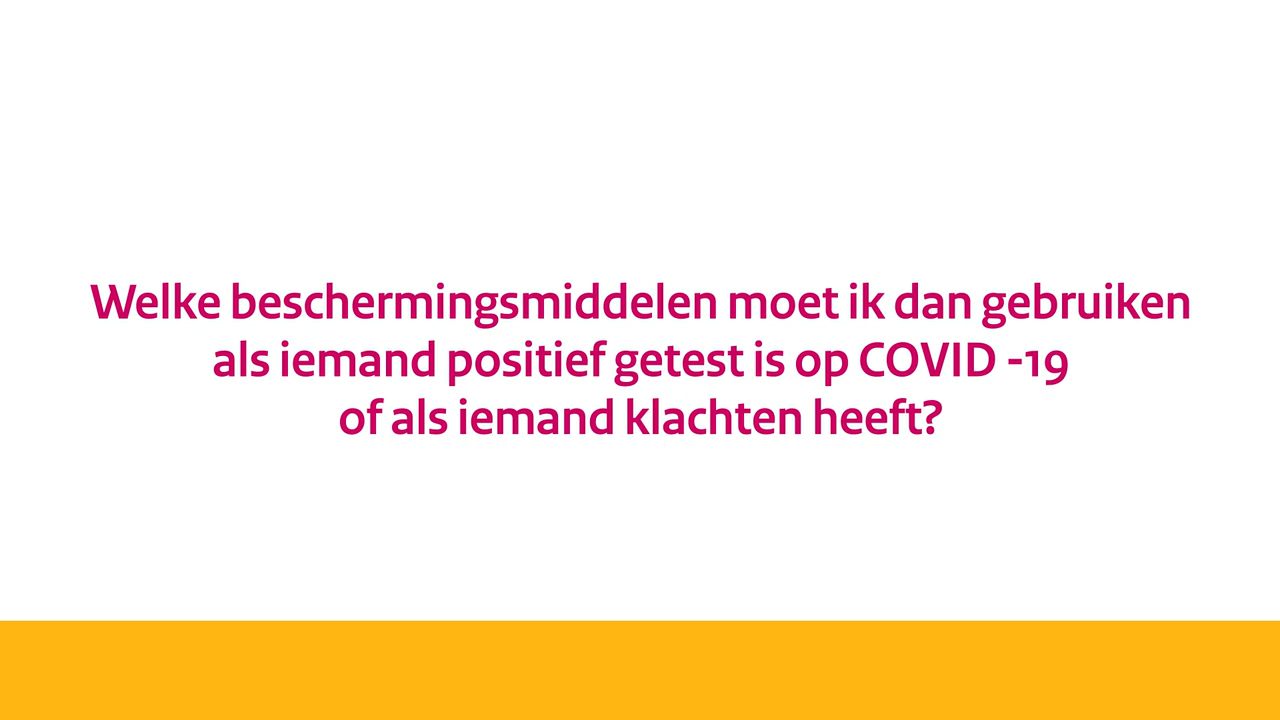 Welke beschermingsmiddelen moet ik dan gebruiken
als iemand positief getest is op COVID -19
of als iemand klachten heeft?